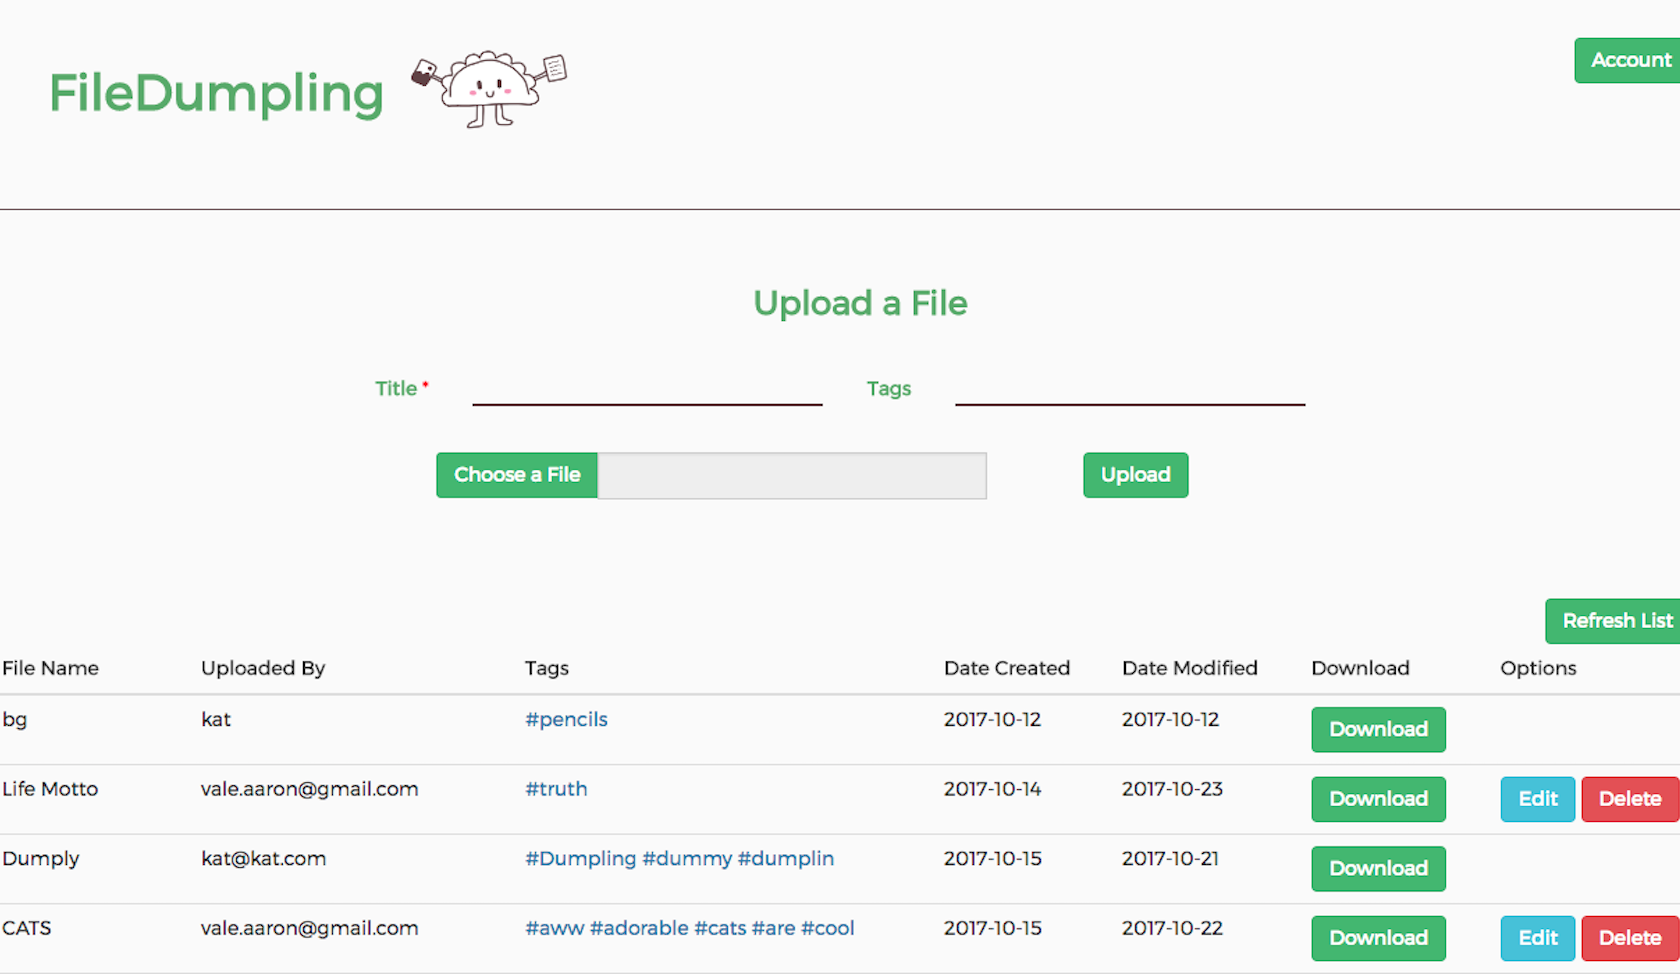 FileDumpling
Account
Upload a File
Title * Tags
Choose a File Upload
Refresh List
File Name Uploaded By Tags Date Created Date Modified Download Options
bg kat #pencils 2017-10-12 2017-10-12 Download
Life Motto vale.aaron@gmail.com #truth 2017-10-14 2017-10-23 Download Edit Delete
Dumply kat@kat.com #Dumpling #dummy #dumplin 2017-10-15 2017-10-21 Download
CATS vale.aaron@gmail.com #aww #adorable #cats #are #cool 2017-10-15 2017-10-22 Download Edit Delete